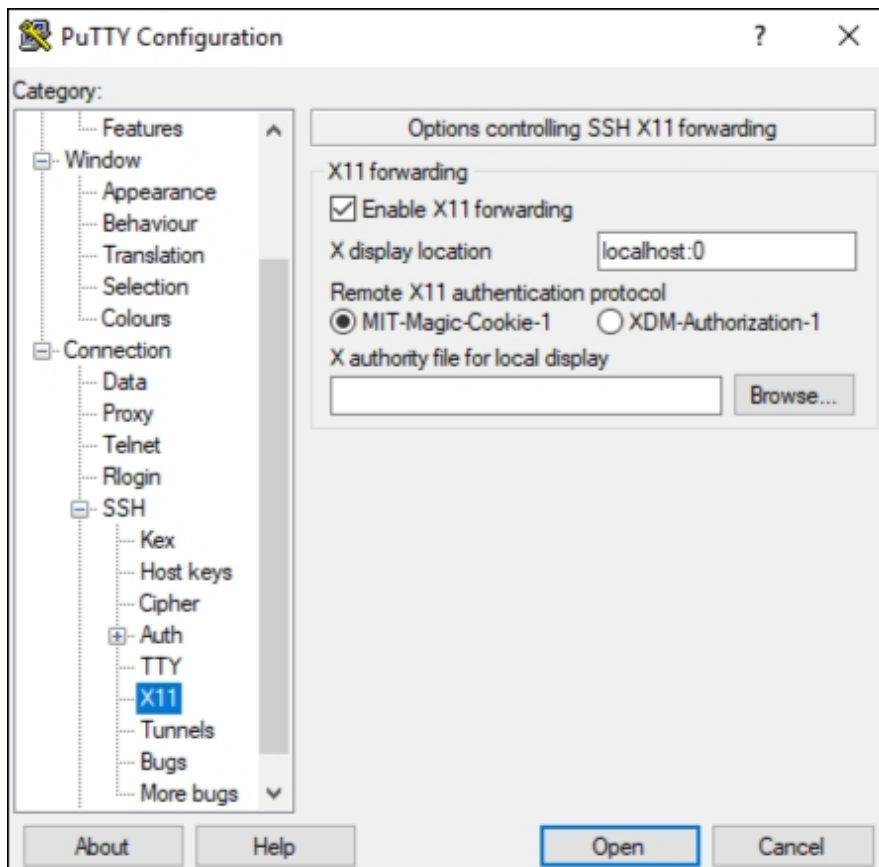 PuTTY Configuration
?
Category:
Features
Window
Appearance
Behaviour
Translation
Selection
Colours
Connection
Data
Proxy
Telnet
Rlogin
SSH
Kex
Host keys
Cipher
Auth
TTY
X11
Tunnels
Bugs
More bugs
Options controlling SSH X11 forwarding
X11 forwarding
Enable X11 forwarding
X display location localhost:0
Remote X11 authentication protocol
MIT-Magic-Cookie-1 XDM-Authorization-1
X authority file for local display
Browse...
About Help Open Cancel